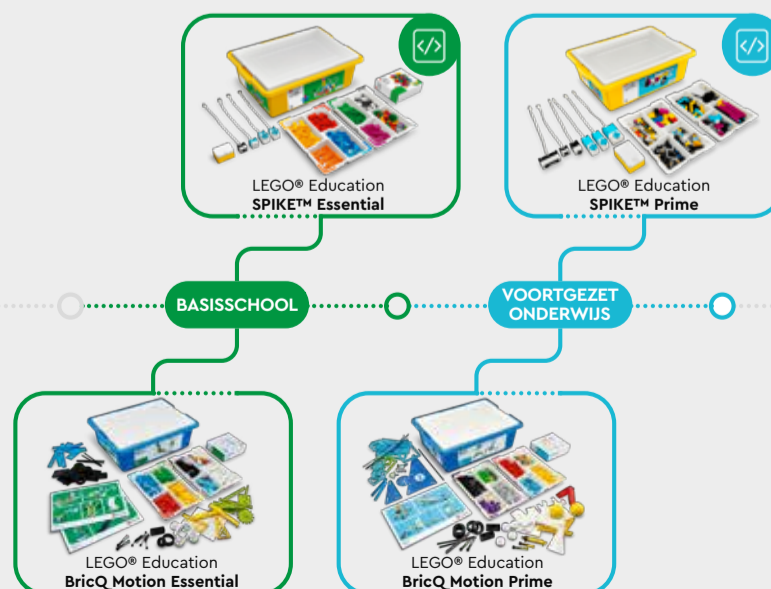 LEGO® Education
SPIKE™ Essential
LEGO® Education
SPIKE™ Prime
BASISSCHOOL
VOORTGEZET
ONDERWIJS
LEGO® Education
BricQ Motion Essential
LEGO® Education
BricQ Motion Prime